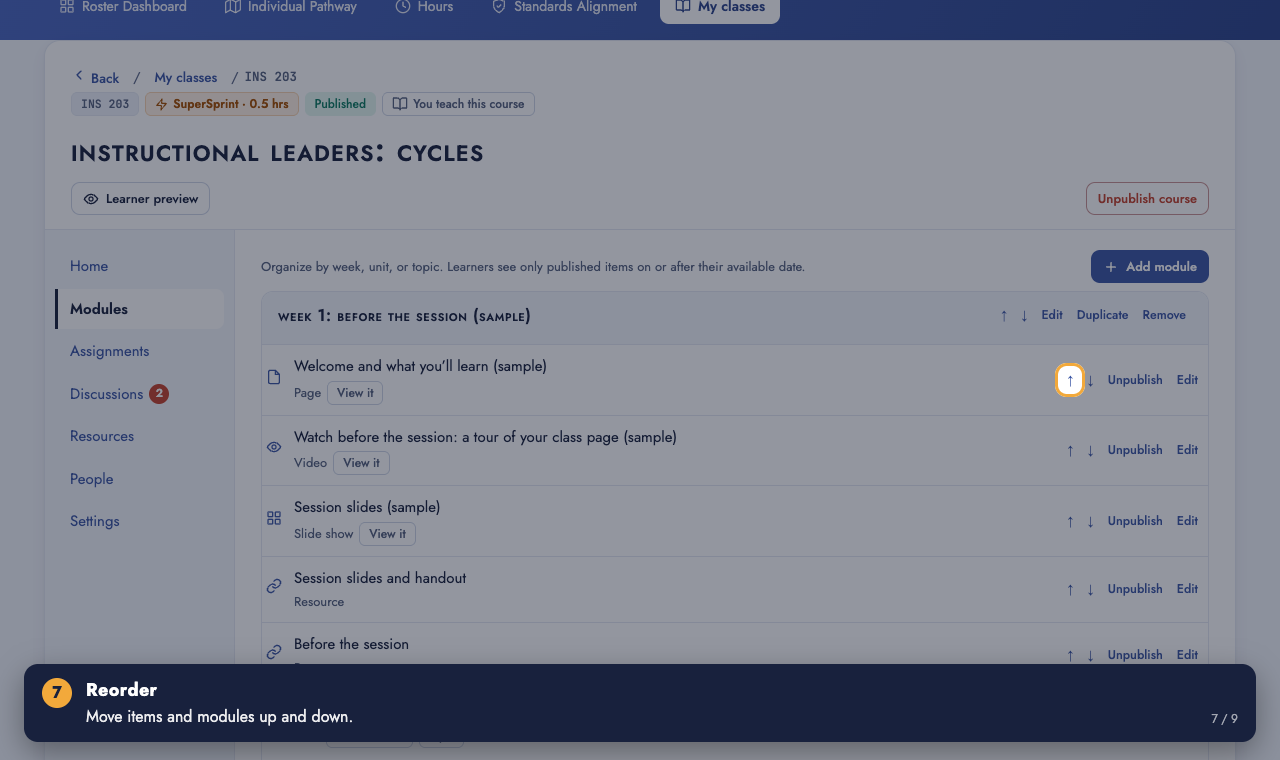 Roster Dashboard Individual Pathway Hours Standards Alignment My classes
Back / My classes / INS 203
INS 203 SuperSprint · 0.5 hrs Published You teach this course
INSTRUCTIONAL LEADERS: CYCLES
Learner preview Unpublish course
Home
Modules
Assignments
Discussions 2
Resources
People
Settings
Organize by week, unit, or topic. Learners see only published items on or after their available date.
+ Add module
WEEK 1: BEFORE THE SESSION (SAMPLE) ↑ ↓ Edit Duplicate Remove
Welcome and what you'll learn (sample)
Page View it ↑ ↓ Unpublish Edit
Watch before the session: a tour of your class page (sample)
Video View it ↑ ↓ Unpublish Edit
Session slides (sample)
Slide show View it ↑ ↓ Unpublish Edit
Session slides and handout
Resource ↑ ↓ Unpublish Edit
Before the session
↑ ↓ Unpublish Edit
7 Reorder
Move items and modules up and down.
7 / 9